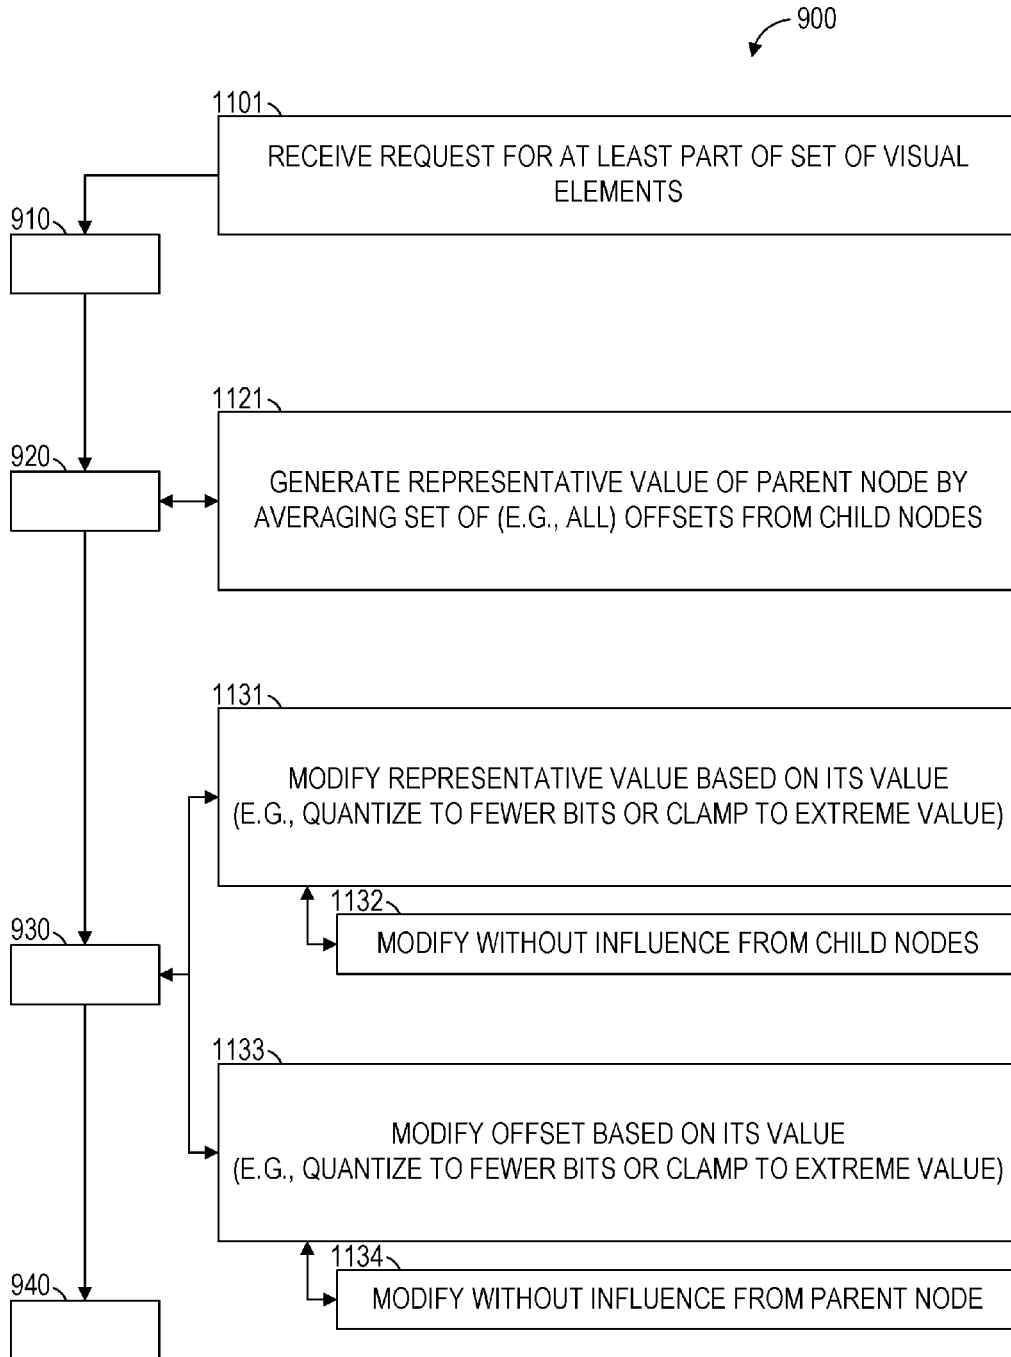 900
1101
RECEIVE REQUEST FOR AT LEAST PART OF SET OF VISUAL
ELEMENTS
910
1121
GENERATE REPRESENTATIVE VALUE OF PARENT NODE BY
AVERAGING SET OF (E.G., ALL) OFFSETS FROM CHILD NODES
920
1131
MODIFY REPRESENTATIVE VALUE BASED ON ITS VALUE
(E.G., QUANTIZE TO FEWER BITS OR CLAMP TO EXTREME VALUE)
1132
MODIFY WITHOUT INFLUENCE FROM CHILD NODES
930
1133
MODIFY OFFSET BASED ON ITS VALUE
(E.G., QUANTIZE TO FEWER BITS OR CLAMP TO EXTREME VALUE)
1134
MODIFY WITHOUT INFLUENCE FROM PARENT NODE
940